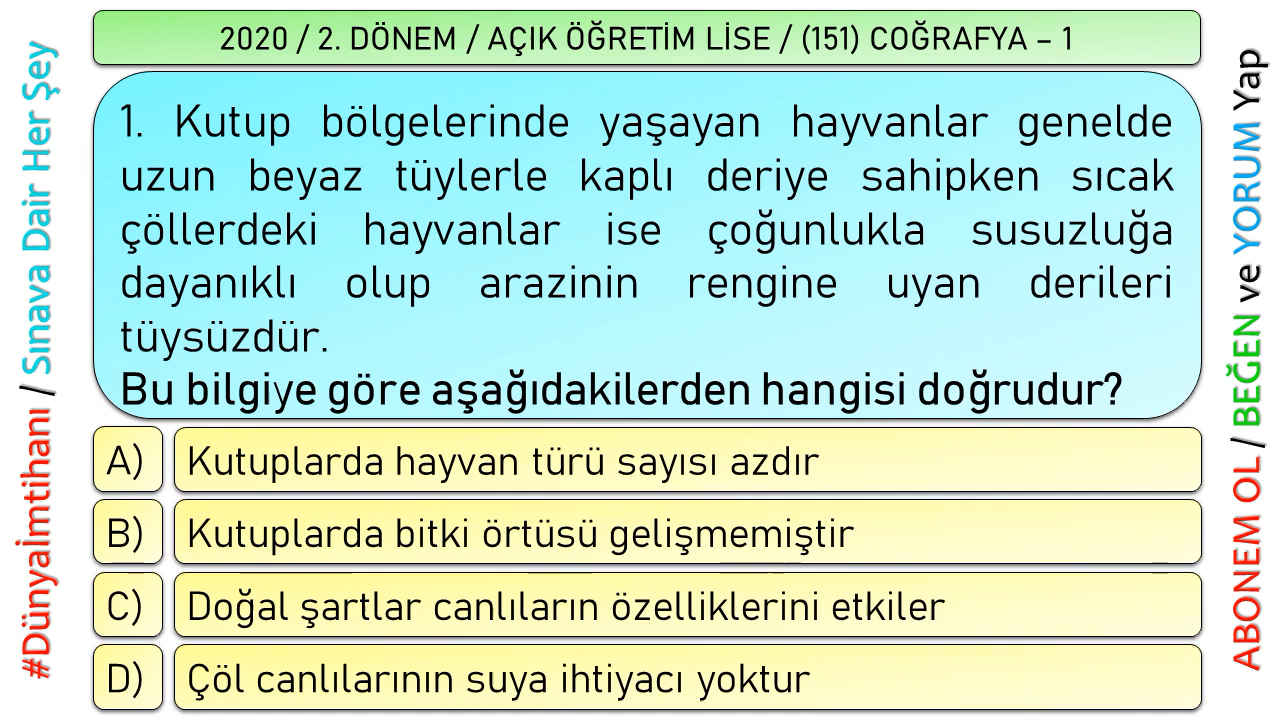 2020 / 2. DÖNEM / AÇIK ÖĞRETİM LİSE / (151) COĞRAFYA – 1
1. Kutup bölgelerinde yaşayan hayvanlar genelde
uzun beyaz tüylerle kaplı deriye sahipken sıcak
çöllerdeki hayvanlar ise çoğunlukla susuzluğa
dayanıklı olup arazinin rengine uyan derileri
tüysüzdür.
Bu bilgiye göre aşağıdakilerden hangisi doğrudur?
A) Kutuplarda hayvan türü sayısı azdır
B) Kutuplarda bitki örtüsü gelişmemiştir
C) Doğal şartlar canlıların özelliklerini etkiler
D) Çöl canlılarının suya ihtiyacı yoktur
#Dünyaİmtihanı / Sınava Dair Her Şey
ABONEM OL / BEĞEN ve YORUM Yap